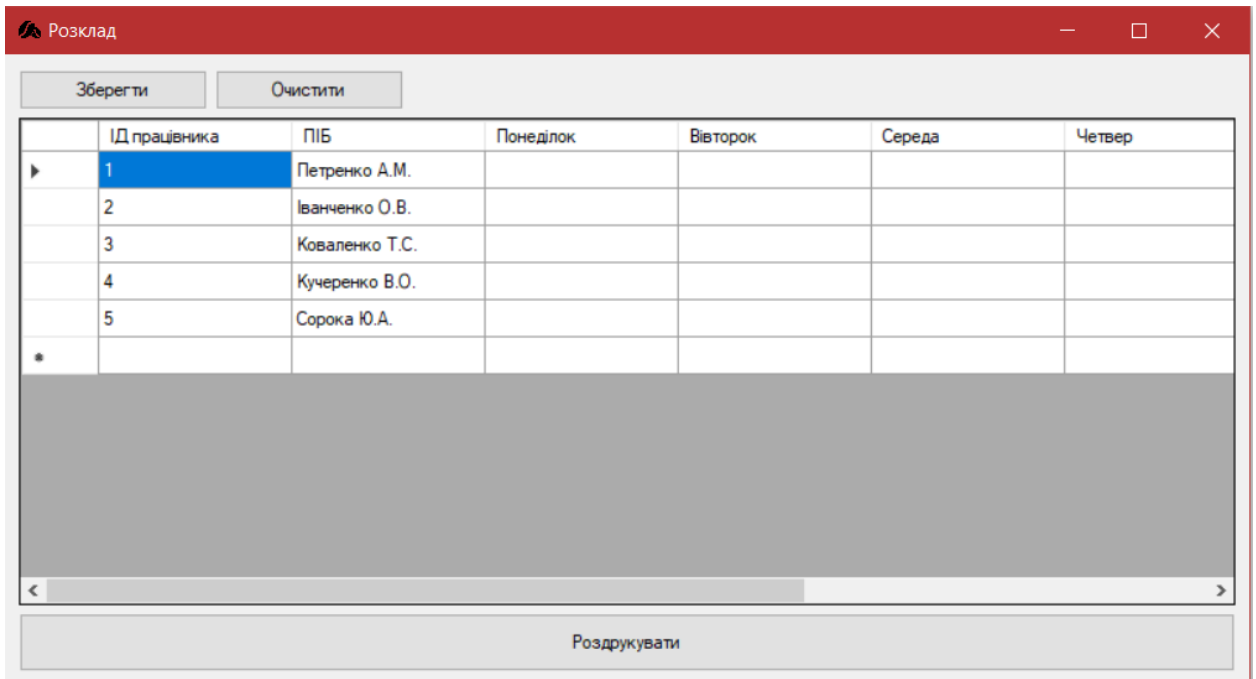 Розклад
Зберегти Очистити
ІД працівника ПІБ Понеділок Вівторок Середа Четвер
1 Петренко А.М.
2 Іванченко О.В.
3 Коваленко Т.С.
4 Кучеренко В.О.
5 Сорока Ю.А.
Роздрукувати